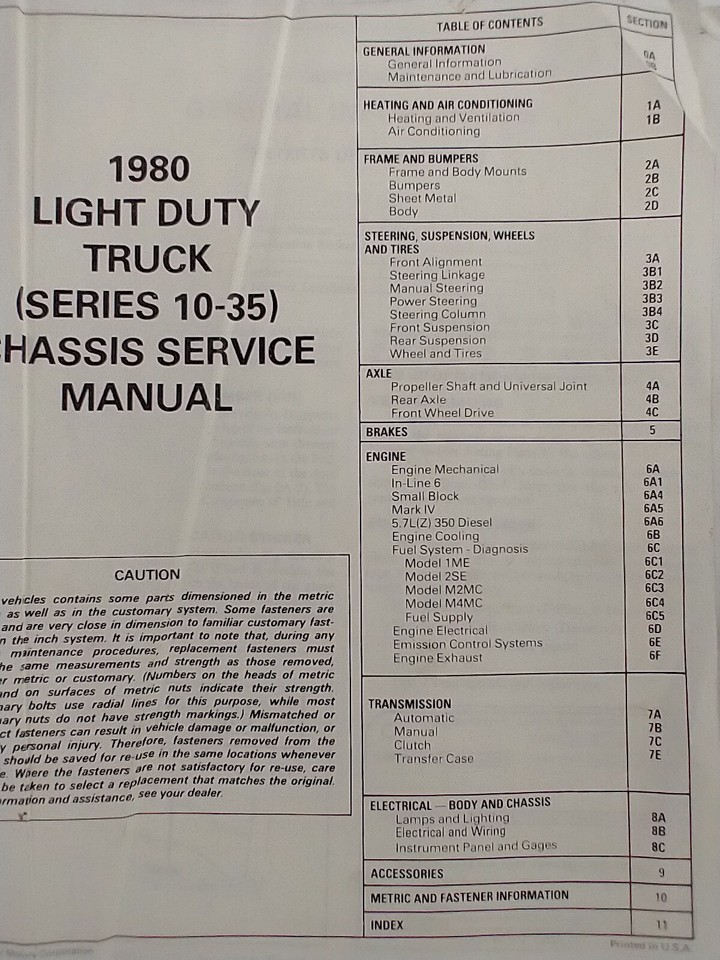 1980
LIGHT DUTY
TRUCK
(SERIES 10-35)
HASSIS SERVICE
MANUAL
CAUTION
vehicles contains some parts dimensioned in the metric
as well as in the customary system. Some fasteners are
and are very close in dimension to familiar customary fast-
n the inch system. It is important to note that, during any
maintenance procedures, replacement fasteners must
he same measurements and strength as those removed,
r metric or customary. (Numbers on the heads of metric
nd on surfaces of metric nuts indicate their strength.
ary bolts use radial lines for this purpose, while most
ary nuts do not have strength markings.) Mismatched or
ct fasteners can result in vehicle damage or malfunction, or
y personal injury. Therefore, fasteners removed from the
should be saved for re-use in the same locations whenever
e. Where the fasteners are not satisfactory for re-use, care
be taken to select a replacement that matches the original.
rmation and assistance, see your dealer.
Motors Corporation
TABLE OF CONTENTS SECTION
GENERAL INFORMATION
General Information 0A
Maintenance and Lubrication 0B
HEATING AND AIR CONDITIONING 1A
Heating and Ventilation 1B
Air Conditioning
FRAME AND BUMPERS
Frame and Body Mounts 2A
Bumpers 2B
Sheet Metal 2C
Body 2D
STEERING, SUSPENSION, WHEELS
AND TIRES
Front Alignment 3A
Steering Linkage 3B1
Manual Steering 3B2
Power Steering 3B3
Steering Column 3B4
Front Suspension 3C
Rear Suspension 3D
Wheel and Tires 3E
AXLE
Propeller Shaft and Universal Joint 4A
Rear Axle 4B
Front Wheel Drive 4C
BRAKES 5
ENGINE
Engine Mechanical 6A
In-Line 6 6A1
Small Block 6A4
Mark IV 6A5
5.7L(Z) 350 Diesel 6A6
Engine Cooling 6B
Fuel System - Diagnosis 6C
Model 1ME 6C1
Model 2SE 6C2
Model M2MC 6C3
Model M4MC 6C4
Fuel Supply 6C5
Engine Electrical 6D
Emission Control Systems 6E
Engine Exhaust 6F
TRANSMISSION
Automatic 7A
Manual 7B
Clutch 7C
Transfer Case 7E
ELECTRICAL — BODY AND CHASSIS
Lamps and Lighting 8A
Electrical and Wiring 8B
Instrument Panel and Gages 8C
ACCESSORIES 9
METRIC AND FASTENER INFORMATION 10
INDEX 11
Printed in U.S.A.